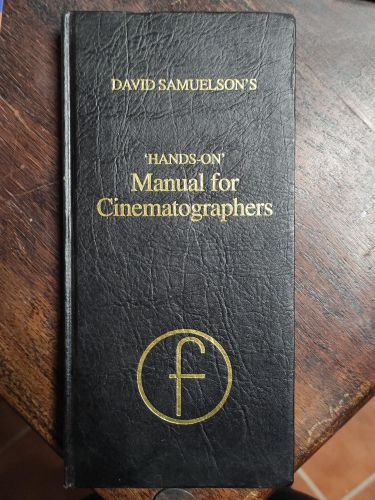 DAVID SAMUELSON'S
'HANDS-ON'
Manual for
Cinematographers
f